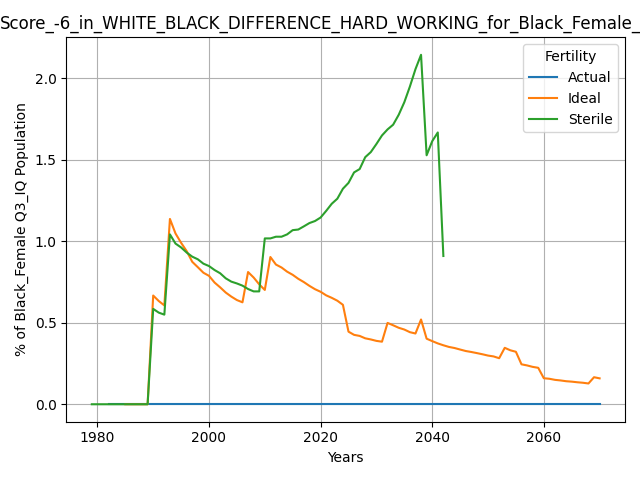 Score_-6_in_WHITE_BLACK_DIFFERENCE_HARD_WORKING_for_Black_Female_
Fertility
Actual
Ideal
Sterile
% of Black_Female Q3_IQ Population
2.0
1.5
1.0
0.5
0.0
1980 2000 2020 2040 2060
Years